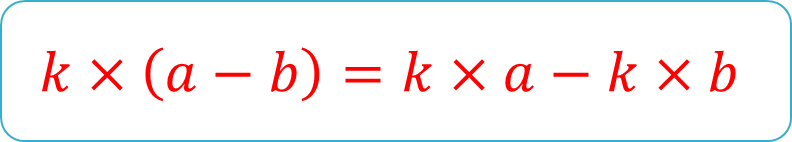 k × (a − b) = k × a − k × b